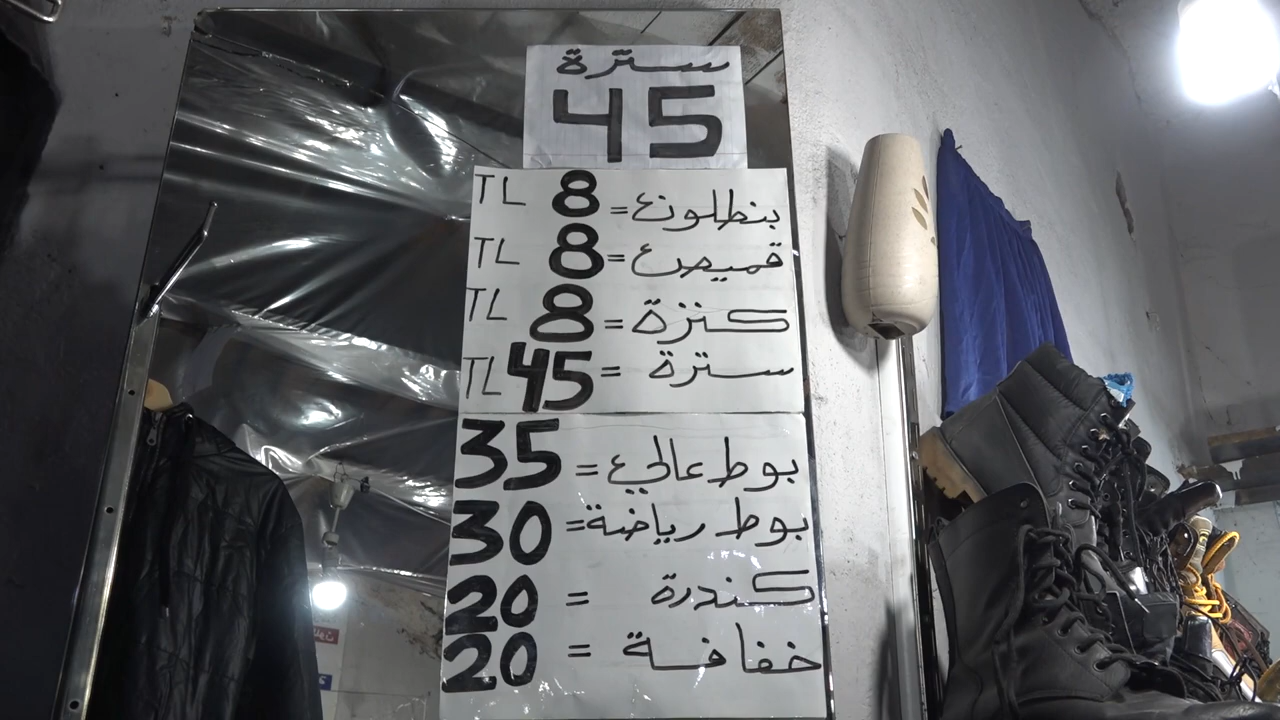 سترة
45
بنطلون = 8 TL
قميص = 8 TL
كنزة = 8 TL
سترة = 45 TL
بوط عالي = 35
بوط رياضة = 30
كندرة = 20
خفافة = 20